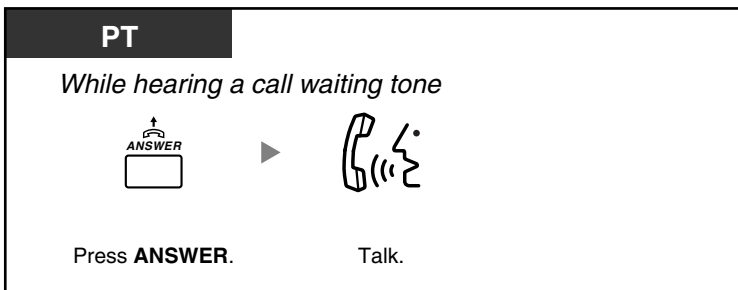 PT
While hearing a call waiting tone
ANSWER
Press ANSWER.
Talk.